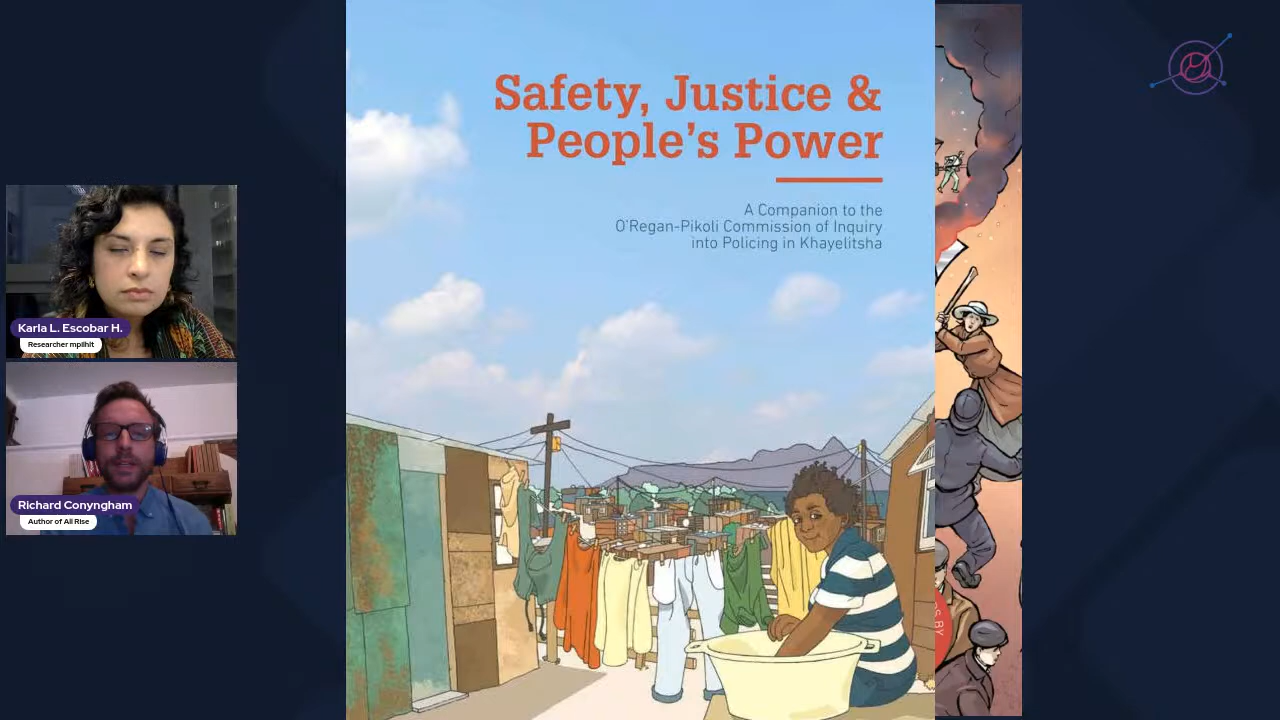 Safety, Justice &
People's Power
A Companion to the
O'Regan-Pikoli Commission of Inquiry
into Policing in Khayelitsha
Karla L. Escobar H.
Researcher mpilhlt
Richard Conyngham
Author of All Rise
BY